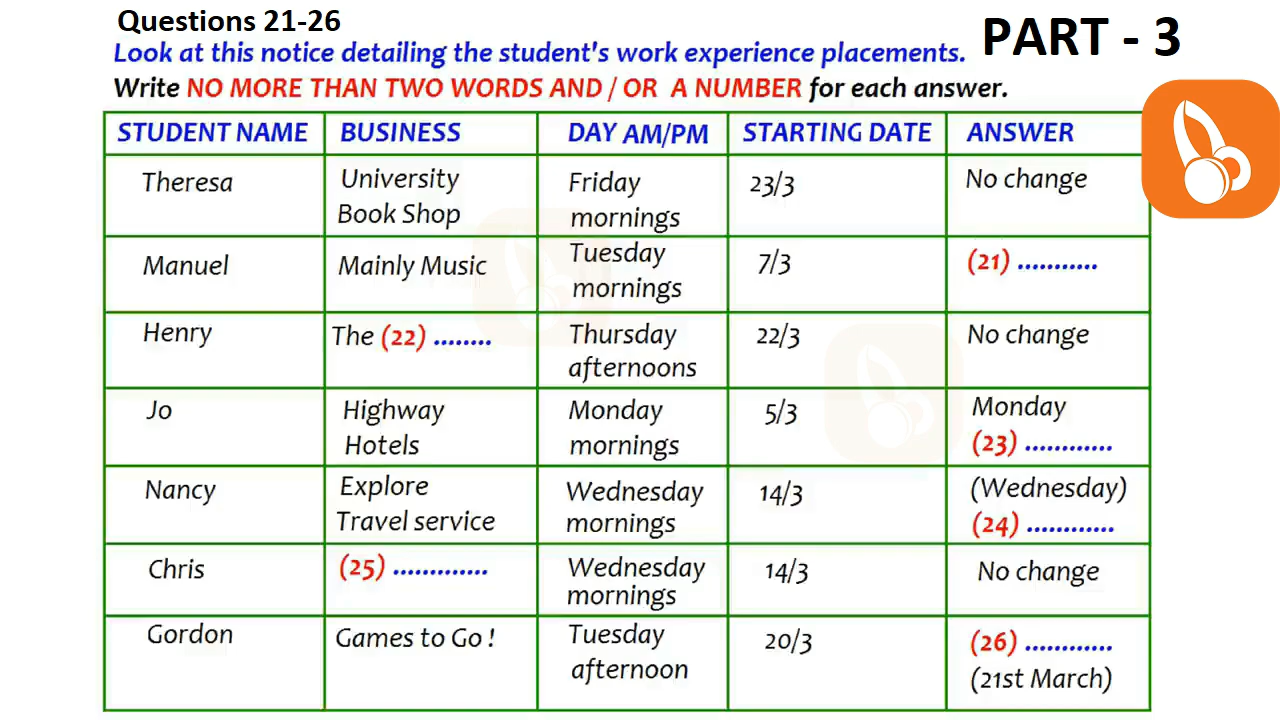 Questions 21-26
PART - 3
Look at this notice detailing the student's work experience placements.
Write NO MORE THAN TWO WORDS AND / OR A NUMBER for each answer.
STUDENT NAME BUSINESS DAY AM/PM STARTING DATE ANSWER
Theresa University Book Shop Friday mornings 23/3 No change
Manuel Mainly Music Tuesday mornings 7/3 (21) ...........
Henry The (22) ........ Thursday afternoons 22/3 No change
Jo Highway Hotels Monday mornings 5/3 Monday (23) ............
Nancy Explore Travel service Wednesday mornings 14/3 (Wednesday) (24) ............
Chris (25) ............. Wednesday mornings 14/3 No change
Gordon Games to Go ! Tuesday afternoon 20/3 (26) ............ (21st March)